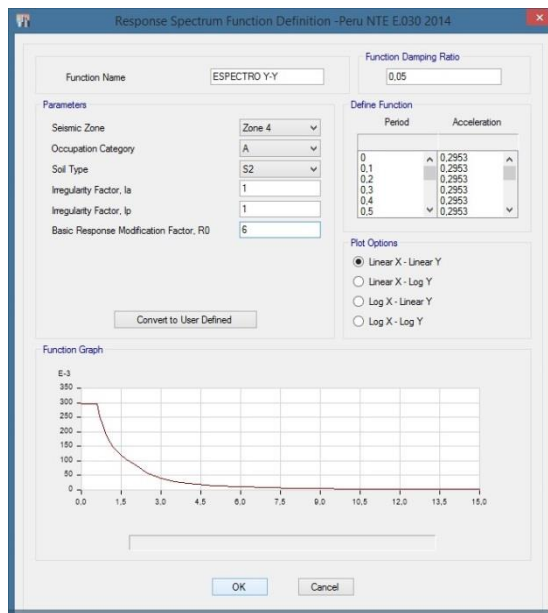 Response Spectrum Function Definition -Peru NTE E.030 2014
Function Name
ESPECTRO Y-Y
Function Damping Ratio
0,05
Parameters
Seismic Zone
Zone 4
Occupation Category
A
Soil Type
S2
Irregularity Factor, Ia
1
Irregularity Factor, Ip
1
Basic Response Modification Factor, R0
6
Convert to User Defined
Define Function
Period
Acceleration
0 0,2953
0,1 0,2953
0,2 0,2953
0,3 0,2953
0,4 0,2953
0,5 0,2953
Plot Options
Linear X - Linear Y
Linear X - Log Y
Log X - Linear Y
Log X - Log Y
Function Graph
E-3
350
300
250
200
150
100
50
0
0,0 1,5 3,0 4,5 6,0 7,5 9,0 10,5 12,0 13,5 15,0
OK
Cancel